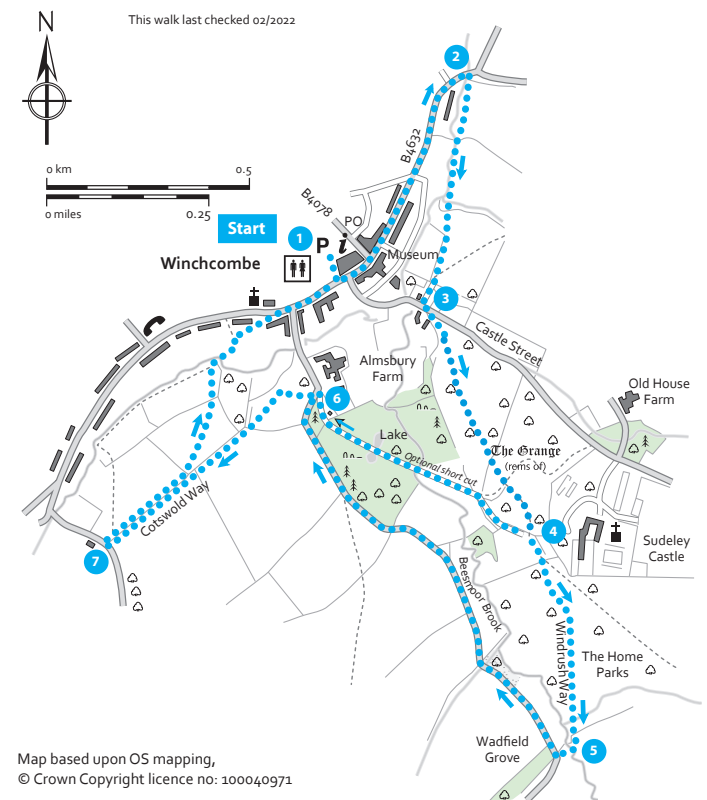 N
This walk last checked 02/2022
2
0 km 0.5
0 miles 0.25
B4632
B4078
PO
Start
1
P i
Museum
Winchcombe
3
Castle Street
Almsbury
Farm
Old House
Farm
6
Lake
The Grange
(rems of)
Optional short cut
Cotswold Way
4
Sudeley
Castle
7
Beesmoor Brook
Windrush Way
The Home
Parks
Wadfield
Grove
5
Map based upon OS mapping,
© Crown Copyright licence no: 100040971